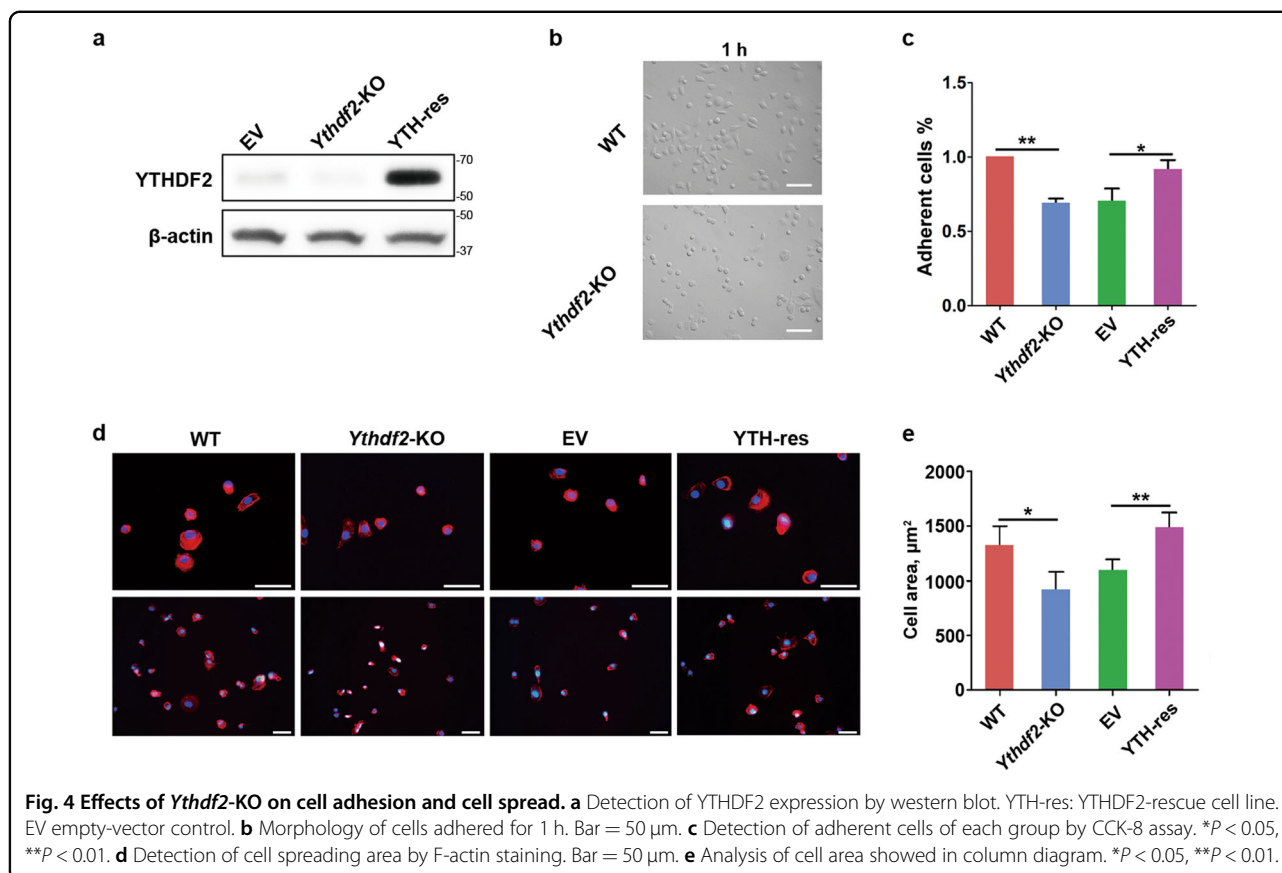 a
EV
Ythdf2-KO
YTH-res
YTHDF2
-70
-50
β-actin
-50
-37
b
1 h
WT
Ythdf2-KO
c
Adherent cells %
1.5
1.0
0.5
0.0
**
*
WT
Ythdf2-KO
EV
YTH-res
d
WT
Ythdf2-KO
EV
YTH-res
e
Cell area, μm²
2000
1500
1000
500
0
*
**
WT
Ythdf2-KO
EV
YTH-res
Fig. 4 Effects of Ythdf2-KO on cell adhesion and cell spread. a Detection of YTHDF2 expression by western blot. YTH-res: YTHDF2-rescue cell line.
EV empty-vector control. b Morphology of cells adhered for 1 h. Bar = 50 μm. c Detection of adherent cells of each group by CCK-8 assay. *P < 0.05,
**P < 0.01. d Detection of cell spreading area by F-actin staining. Bar = 50 μm. e Analysis of cell area showed in column diagram. *P < 0.05, **P < 0.01.